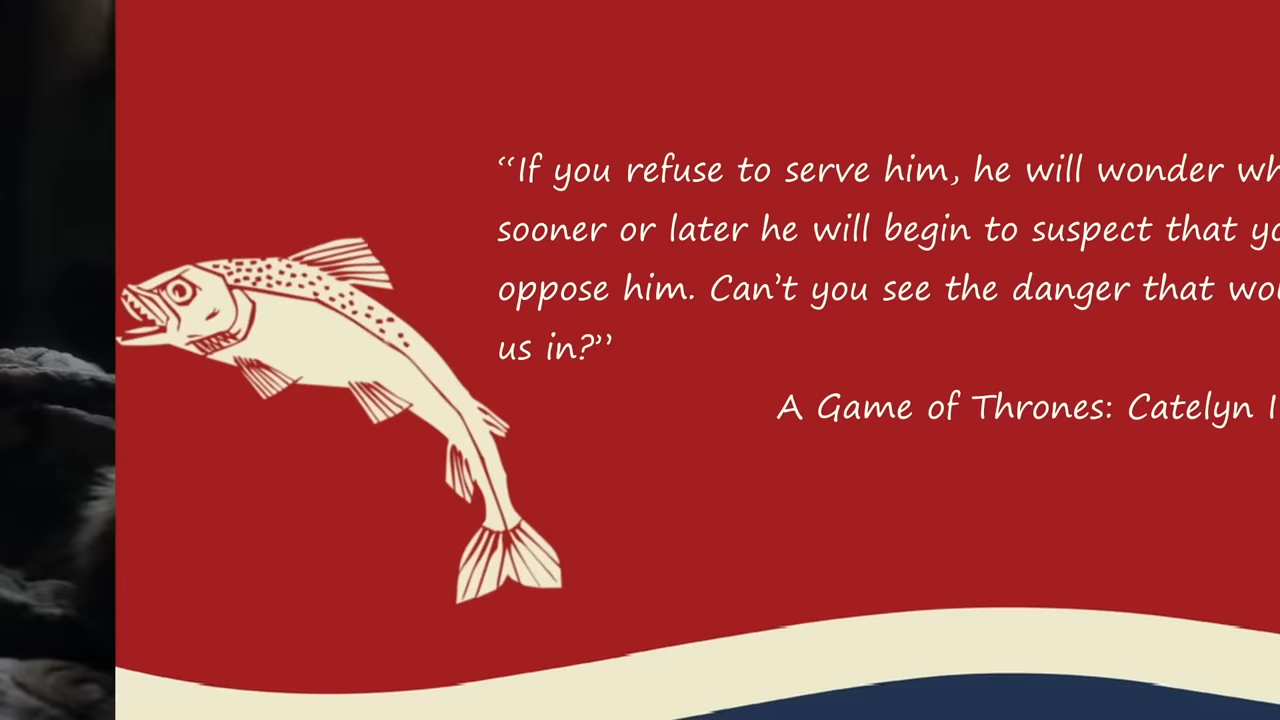 “If you refuse to serve him, he will wonder
sooner or later he will begin to suspect that
oppose him. Can’t you see the danger that
us in?”
A Game of Thrones: Catelyn